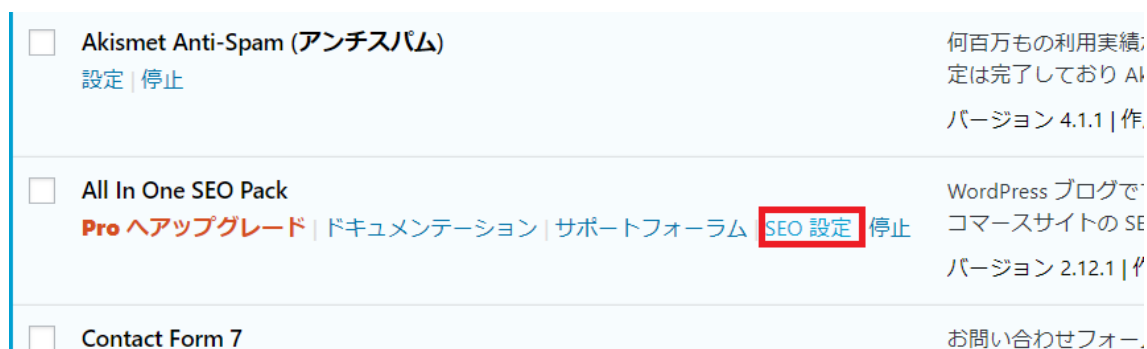 Akismet Anti-Spam (アンチスパム)
設定 | 停止
何百万もの利用実績
定は完了しており Ak
バージョン 4.1.1 | 作
All In One SEO Pack
Pro へアップグレード | ドキュメンテーション | サポートフォーラム | SEO 設定 | 停止
WordPress ブログで
コマースサイトの SE
バージョン 2.12.1 | 作
Contact Form 7
お問い合わせフォー